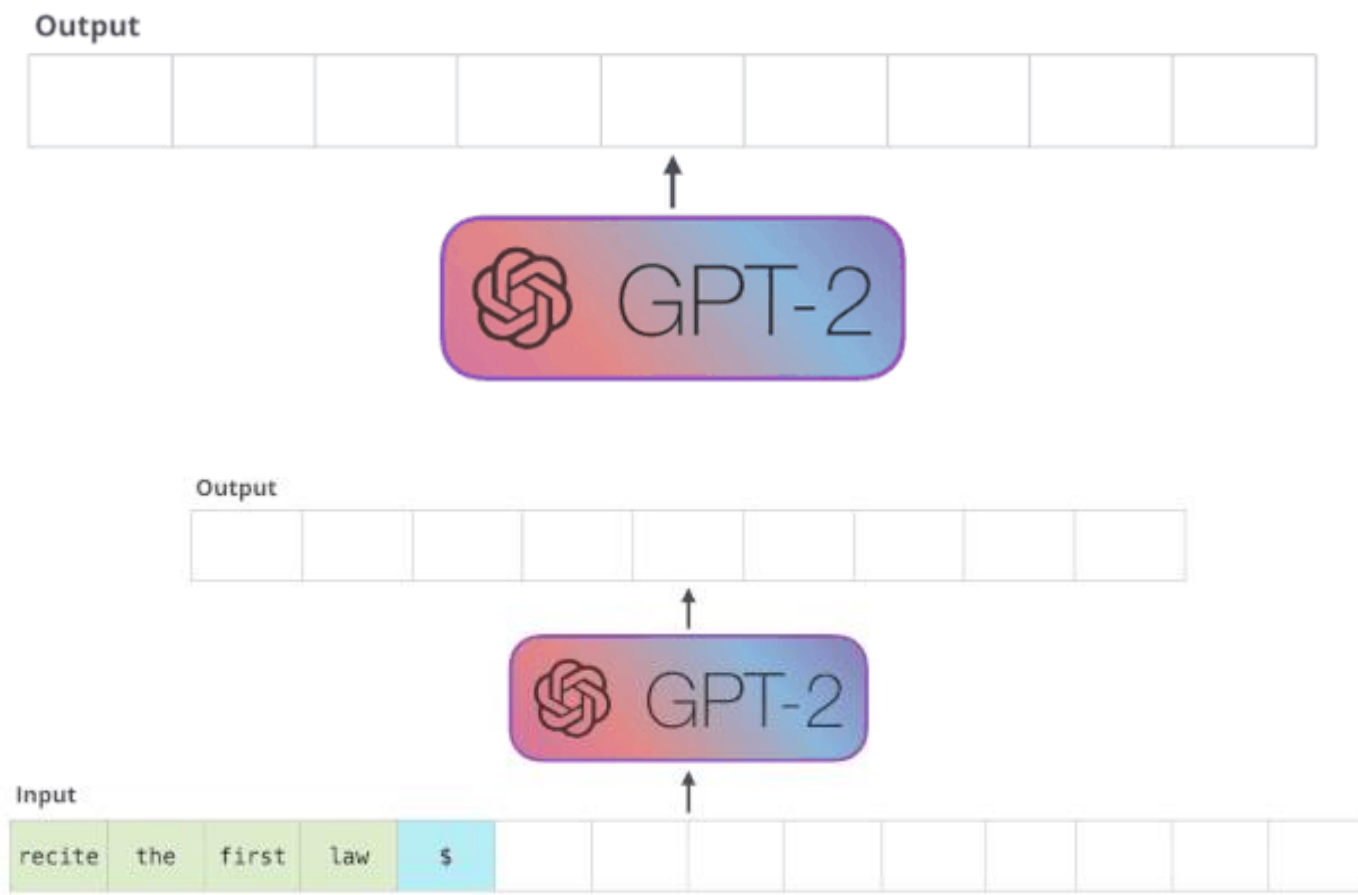 Output
GPT-2
Output
GPT-2
Input
recite the first law $